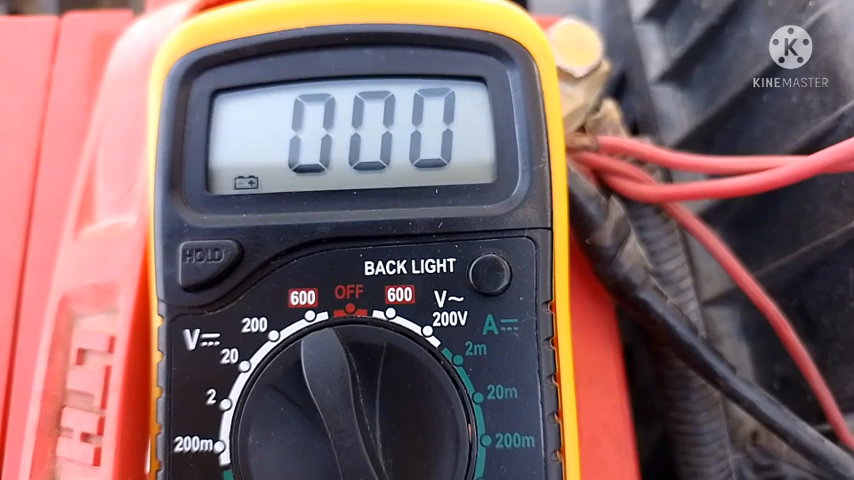 KINEMASTER
000
HOLD
BACK LIGHT
600 OFF 600 V~
V⎓ 200 200V A⎓
20 2m
2 20m
200m 200m